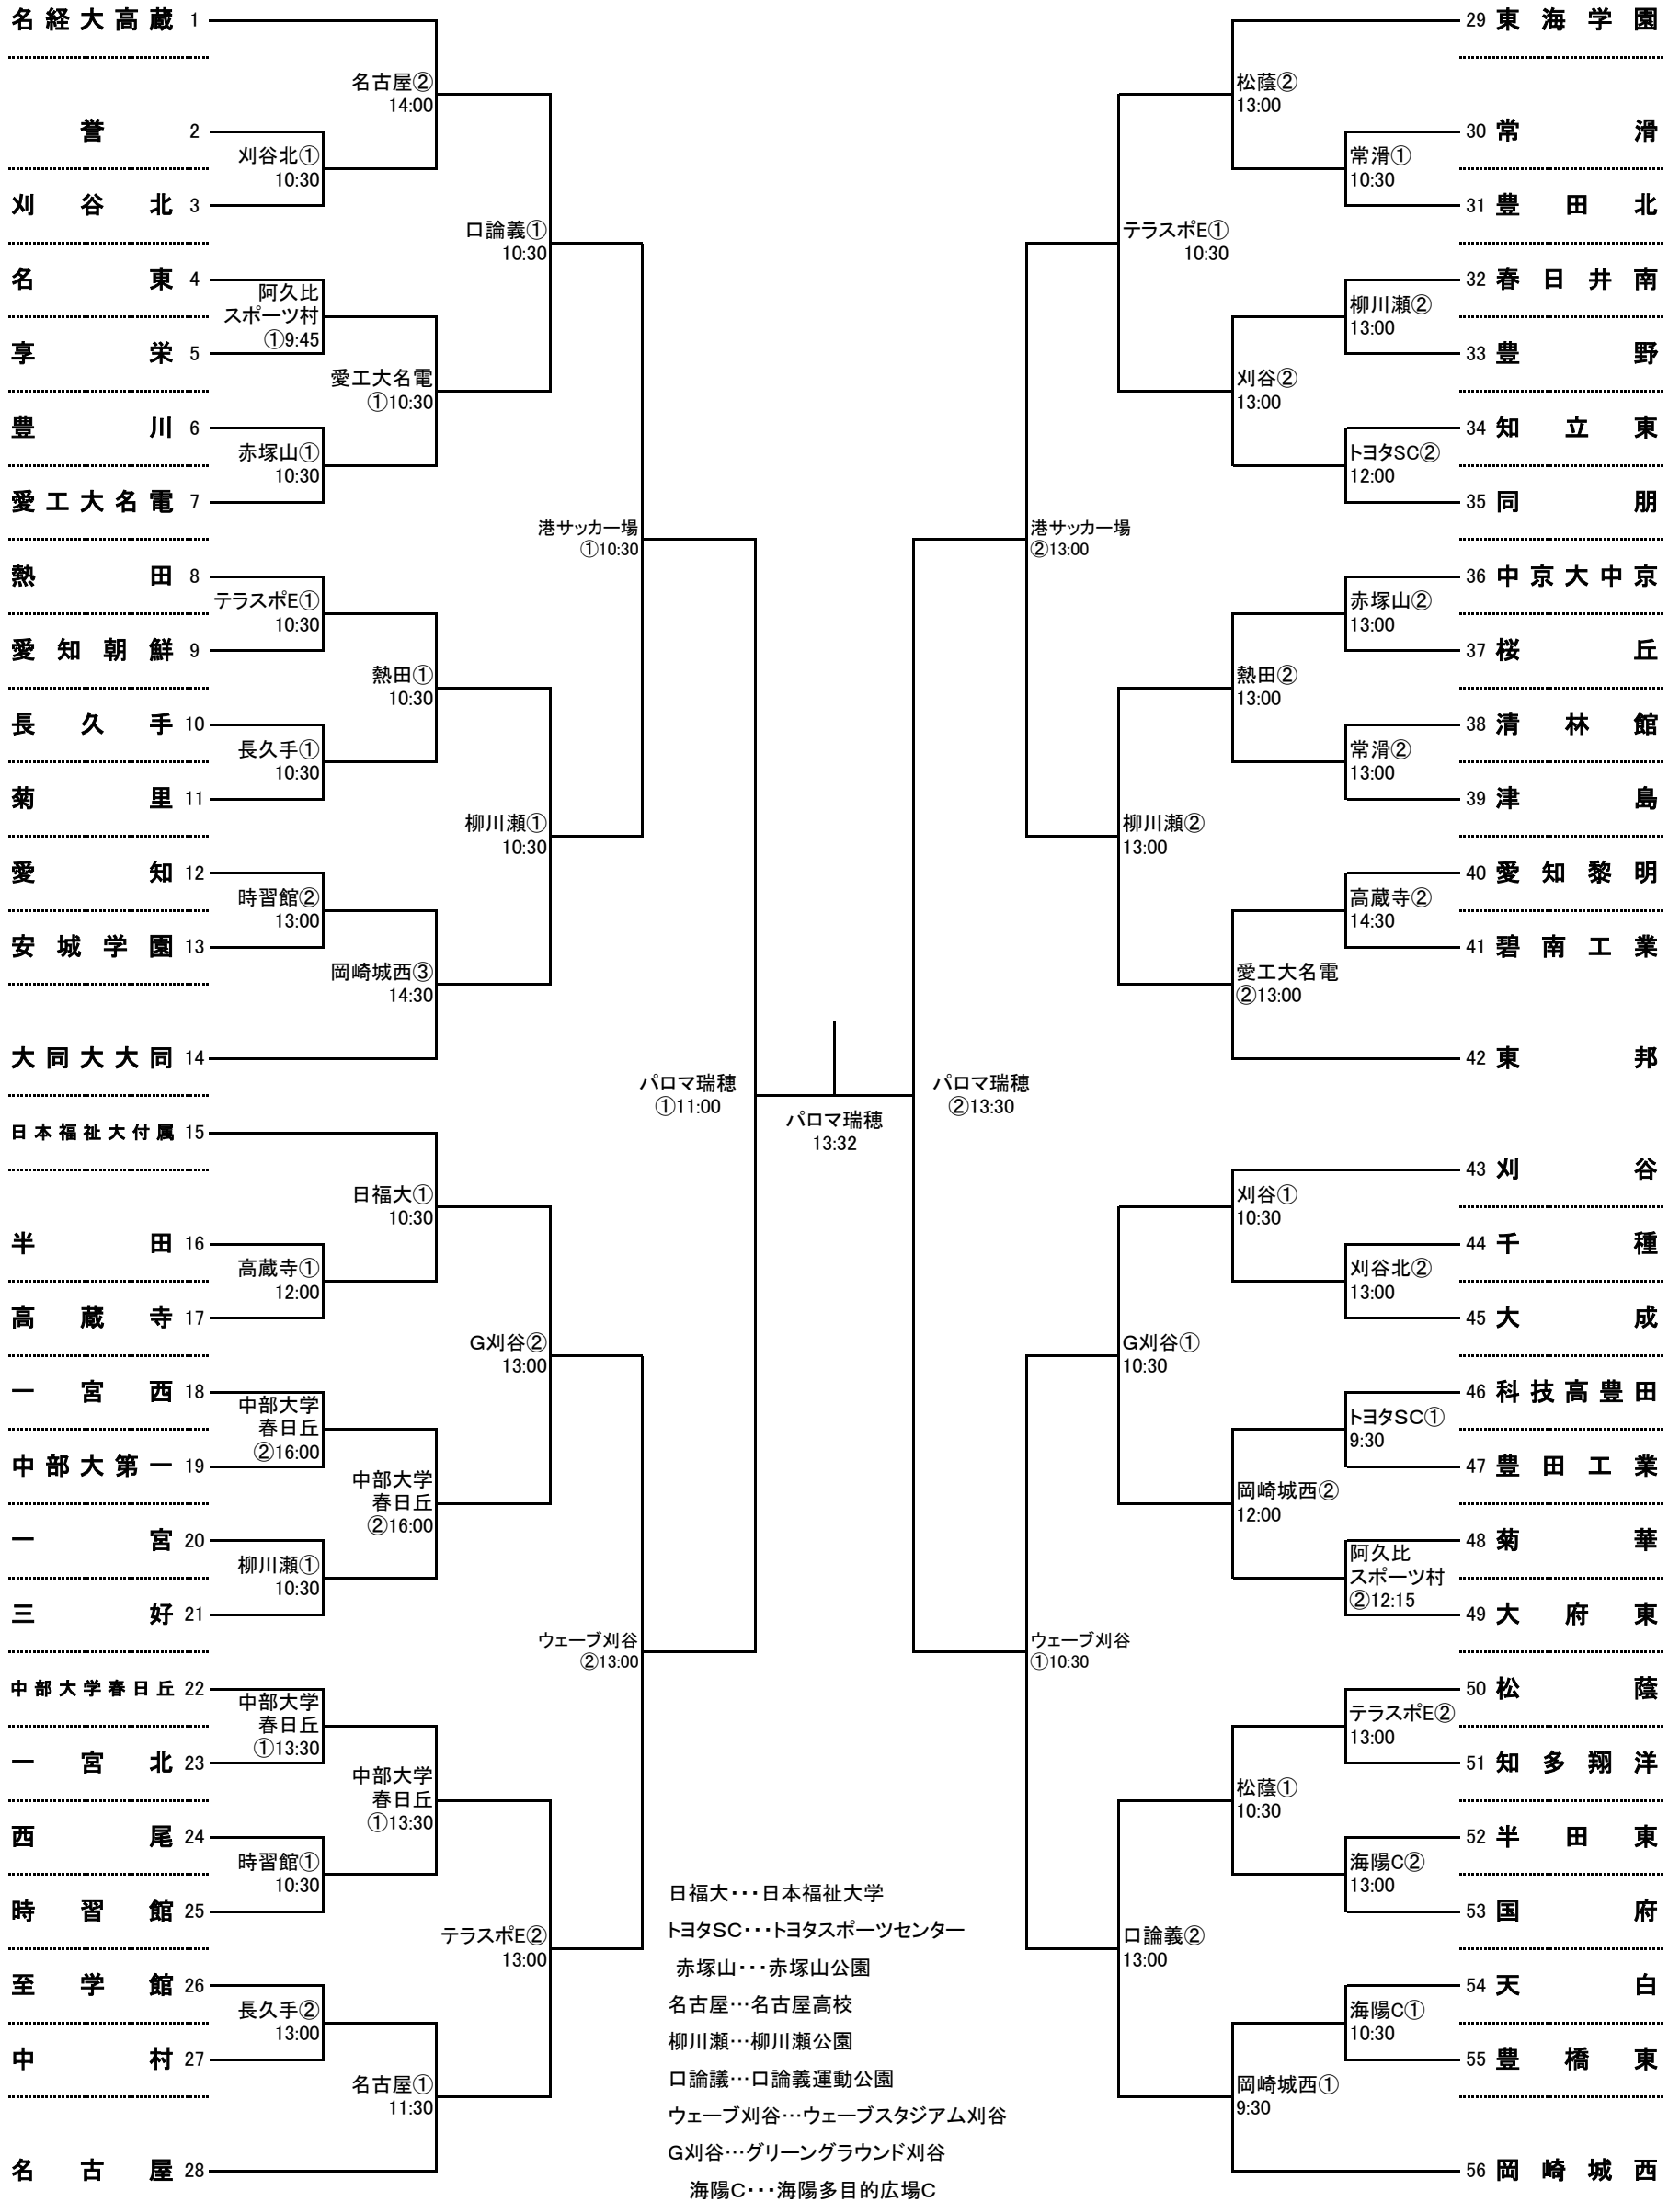 名経大高蔵 1
名古屋②
14:00
誉 2
刈谷北①
10:30
刈谷北 3
口論義①
10:30
名東 4
阿久比
スポーツ村
①9:45
享栄 5
愛工大名電
①10:30
豊川 6
赤塚山①
10:30
愛工大名電 7
港サッカー場
①10:30
熱田 8
テラスポE①
10:30
愛知朝鮮 9
熱田①
10:30
長久手 10
長久手①
10:30
菊里 11
柳川瀬①
10:30
愛知 12
時習館②
13:00
安城学園 13
岡崎城西③
14:30
大同大大同 14
パロマ瑞穂
①11:00
日本福祉大付属 15
日福大①
10:30
半田 16
高蔵寺①
12:00
高蔵寺 17
G刈谷②
13:00
一宮西 18
中部大学
春日丘
②16:00
中部大第一 19
中部大学
春日丘
②16:00
一宮 20
柳川瀬①
10:30
三好 21
ウェーブ刈谷
②13:00
中部大学春日丘 22
中部大学
春日丘
①13:30
一宮北 23
中部大学
春日丘
①13:30
西尾 24
時習館①
10:30
時習館 25
テラスポE②
13:00
至学館 26
長久手②
13:00
中村 27
名古屋①
11:30
名古屋 28
パロマ瑞穂
13:32
29 東海学園
松蔭②
13:00
30 常滑
常滑①
10:30
31 豊田北
テラスポE①
10:30
32 春日井南
柳川瀬②
13:00
33 豊野
刈谷②
13:00
34 知立東
トヨタSC②
12:00
35 同朋
港サッカー場
②13:00
36 中京大中京
赤塚山②
13:00
37 桜丘
熱田②
13:00
38 清林館
常滑②
13:00
39 津島
柳川瀬②
13:00
40 愛知黎明
高蔵寺②
14:30
41 碧南工業
愛工大名電
②13:00
42 東邦
パロマ瑞穂
②13:30
43 刈谷
刈谷①
10:30
44 千種
刈谷北②
13:00
45 大成
G刈谷①
10:30
46 科技高豊田
トヨタSC①
9:30
47 豊田工業
岡崎城西②
12:00
48 菊華
阿久比
スポーツ村
②12:15
49 大府東
ウェーブ刈谷
①10:30
50 松蔭
テラスポE②
13:00
51 知多翔洋
松蔭①
10:30
52 半田東
海陽C②
13:00
53 国府
口論義②
13:00
54 天白
海陽C①
10:30
55 豊橋東
岡崎城西①
9:30
56 岡崎城西
日福大・・・日本福祉大学
トヨタSC・・・トヨタスポーツセンター
赤塚山・・・赤塚山公園
名古屋…名古屋高校
柳川瀬…柳川瀬公園
口論議…口論義運動公園
ウェーブ刈谷…ウェーブスタジアム刈谷
G刈谷…グリーングラウンド刈谷
海陽C・・・海陽多目的広場C